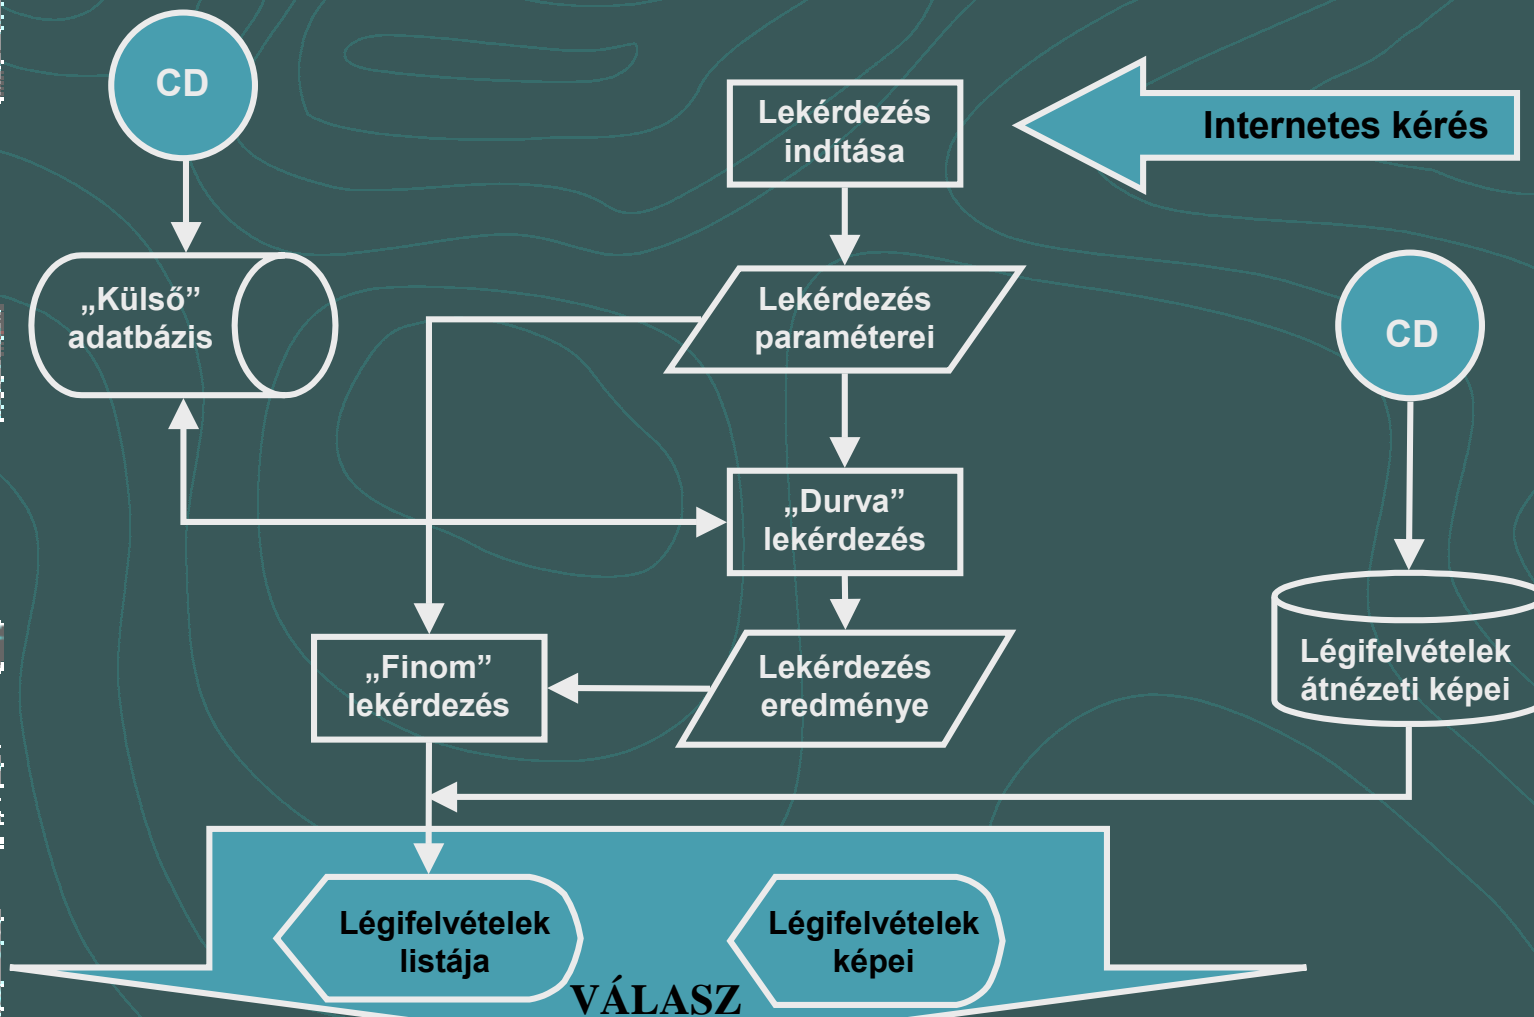 CD
Lekérdezés
indítása
Internetes kérés
„Külső”
adatbázis
Lekérdezés
paraméterei
CD
„Durva”
lekérdezés
„Finom”
lekérdezés
Lekérdezés
eredménye
Légifelvételek
átnézeti képei
Légifelvételek
listája
Légifelvételek
képei
VÁLASZ